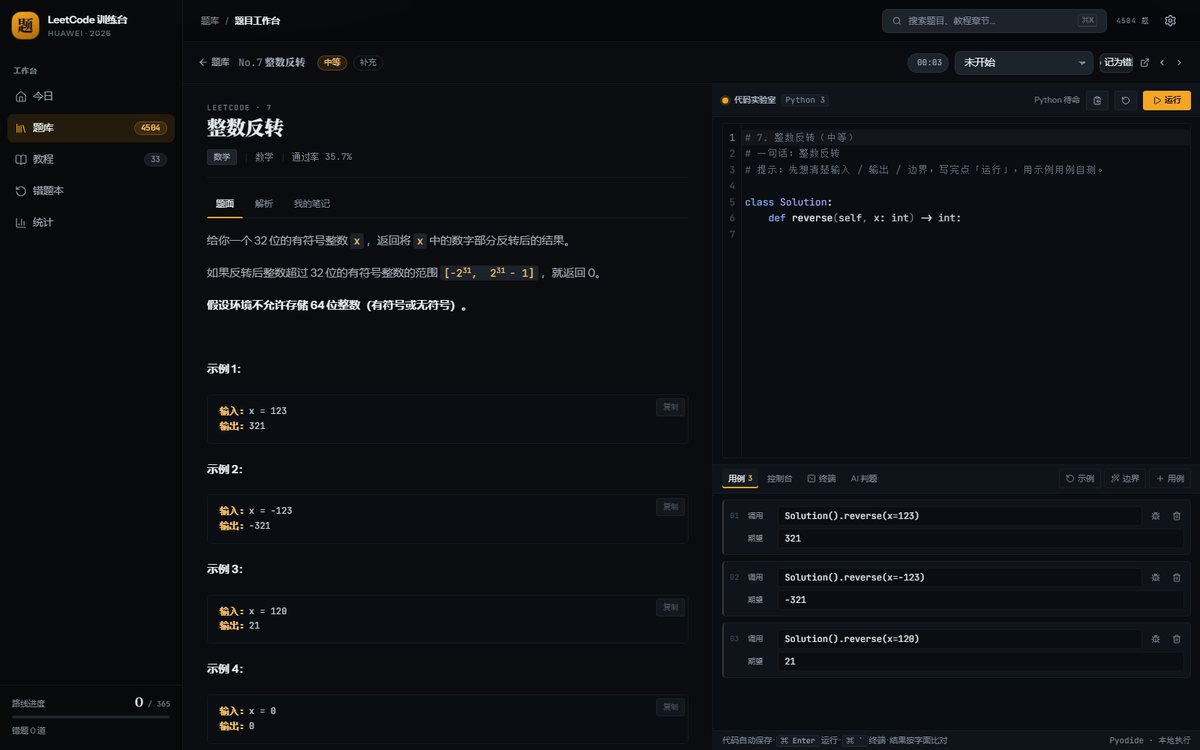 题
LeetCode 训练台
HUAWEI · 2026
工作台
今日
题库 4504
教程 33
错题本
统计
路线进度 0 / 365
错题 0 道
题库 / 题目工作台
搜索题目、教程章节… ⌘K
4504 题
← 题库 No.7 整数反转 中等 补充
00:03 未开始 记为错
LEETCODE · 7
整数反转
数学 数学 通过率 35.7%
题面 解析 我的笔记
给你一个 32 位的有符号整数 x ，返回将 x 中的数字部分反转后的结果。
如果反转后整数超过 32 位的有符号整数的范围 [−2³¹, 2³¹ − 1] ，就返回 0。
假设环境不允许存储 64 位整数（有符号或无符号）。
示例 1：
输入：x = 123
输出：321
复制
示例 2：
输入：x = -123
输出：-321
复制
示例 3：
输入：x = 120
输出：21
复制
示例 4：
输入：x = 0
输出：0
复制
代码实验室 Python 3
Python 待命 运行
1 # 7. 整数反转（中等）
2 # 一句话：整数反转
3 # 提示：先想清楚输入 / 输出 / 边界，写完点「运行」，用示例用例自测。
4
5 class Solution:
6     def reverse(self, x: int) -> int:
7
用例 3 控制台 终端 AI 判题
示例 边界 + 用例
01 调用 Solution().reverse(x=123)
期望 321
02 调用 Solution().reverse(x=-123)
期望 -321
03 调用 Solution().reverse(x=120)
期望 21
代码自动保存· ⌘ Enter 运行· ⌘ ` 终端·结果按字面比对
Pyodide · 本地执行